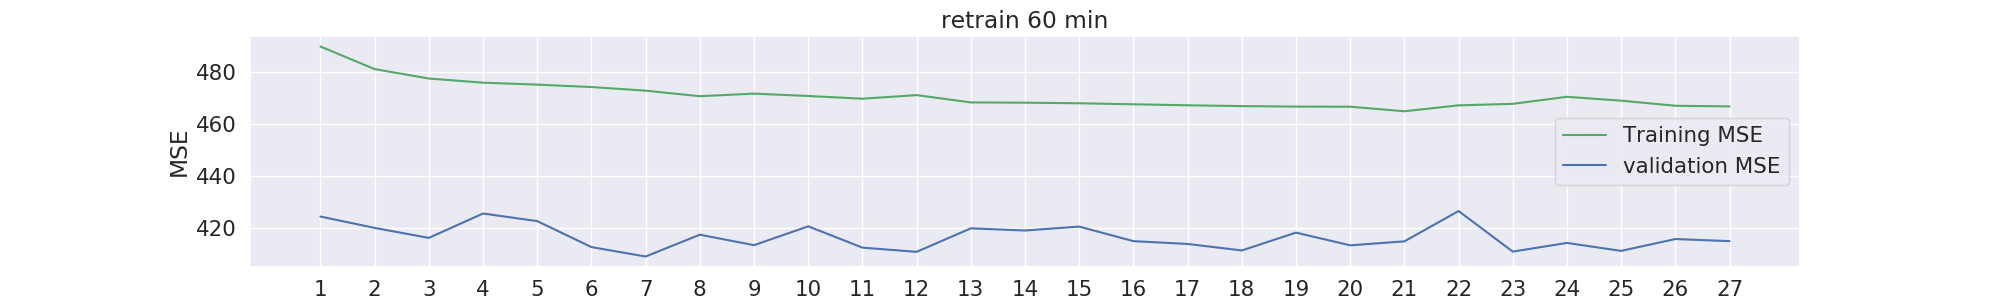 retrain 60 min
MSE
480
460
440
420
Training MSE
validation MSE
1 2 3 4 5 6 7 8 9 10 11 12 13 14 15 16 17 18 19 20 21 22 23 24 25 26 27